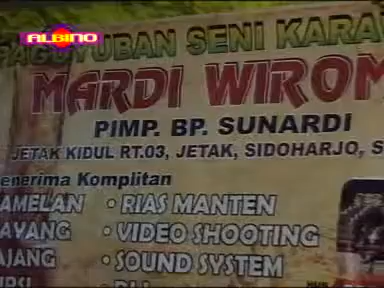 ALBINO
PAGUYUBAN SENI KARA
MARDI WIROM
PIMP. BP. SUNARDI
JETAK KIDUL RT.03, JETAK, SIDOHARJO, S
enerima Komplitan
AMELAN • RIAS MANTEN
AYANG • VIDEO SHOOTING
AJANG • SOUND SYSTEM